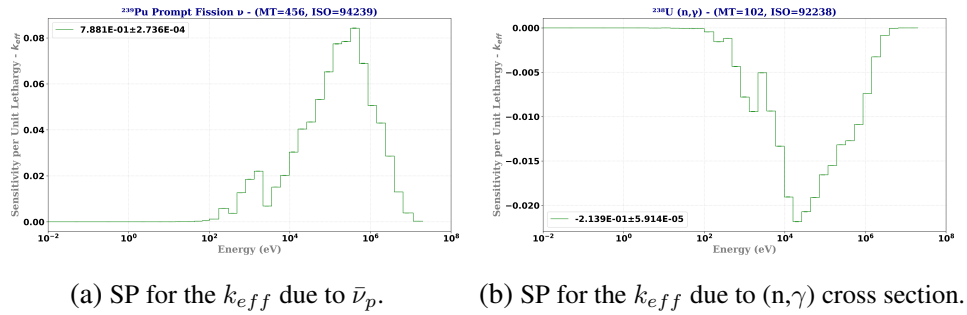 ²³⁹Pu Prompt Fission ν - (MT=456, ISO=94239)
7.881E-01±2.736E-04
Sensitivity per Unit Lethargy - k_eff
0.08
0.06
0.04
0.02
0.00
10⁻² 10⁰ 10² 10⁴ 10⁶ 10⁸
Energy (eV)
(a) SP for the k_eff due to ν̄_p.
²³⁸U (n,γ) - (MT=102, ISO=92238)
Sensitivity per Unit Lethargy - k_eff
0.000
−0.005
−0.010
−0.015
−0.020
-2.139E-01±5.914E-05
10⁻² 10⁰ 10² 10⁴ 10⁶ 10⁸
Energy (eV)
(b) SP for the k_eff due to (n,γ) cross section.